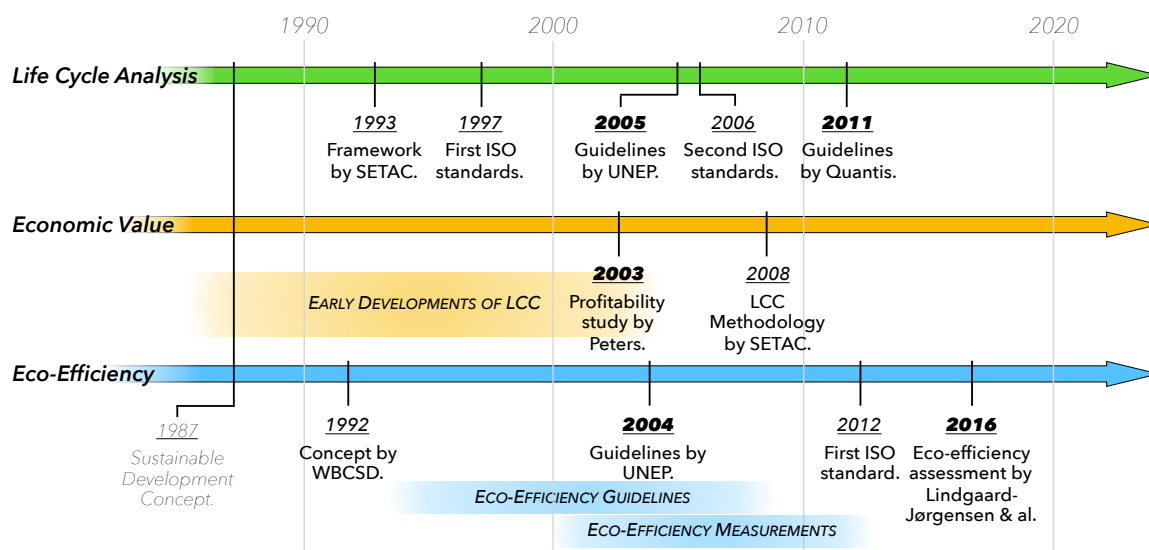 1990 2000 2010 2020
Life Cycle Analysis
1993 1997 2005 2006 2011
Framework First ISO Guidelines Second ISO Guidelines
by SETAC. standards. by UNEP. standards. by Quantis.
Economic Value
2003 2008
EARLY DEVELOPMENTS OF LCC Profitability LCC
study by Methodology
Peters. by SETAC.
Eco-Efficiency
1987 1992 2004 2012 2016
Sustainable Concept by Guidelines by First ISO Eco-efficiency
Development WBCSD. UNEP. standard. assessment by
Concept. ECO-EFFICIENCY GUIDELINES Lindgaard-
Jørgensen & al.
ECO-EFFICIENCY MEASUREMENTS